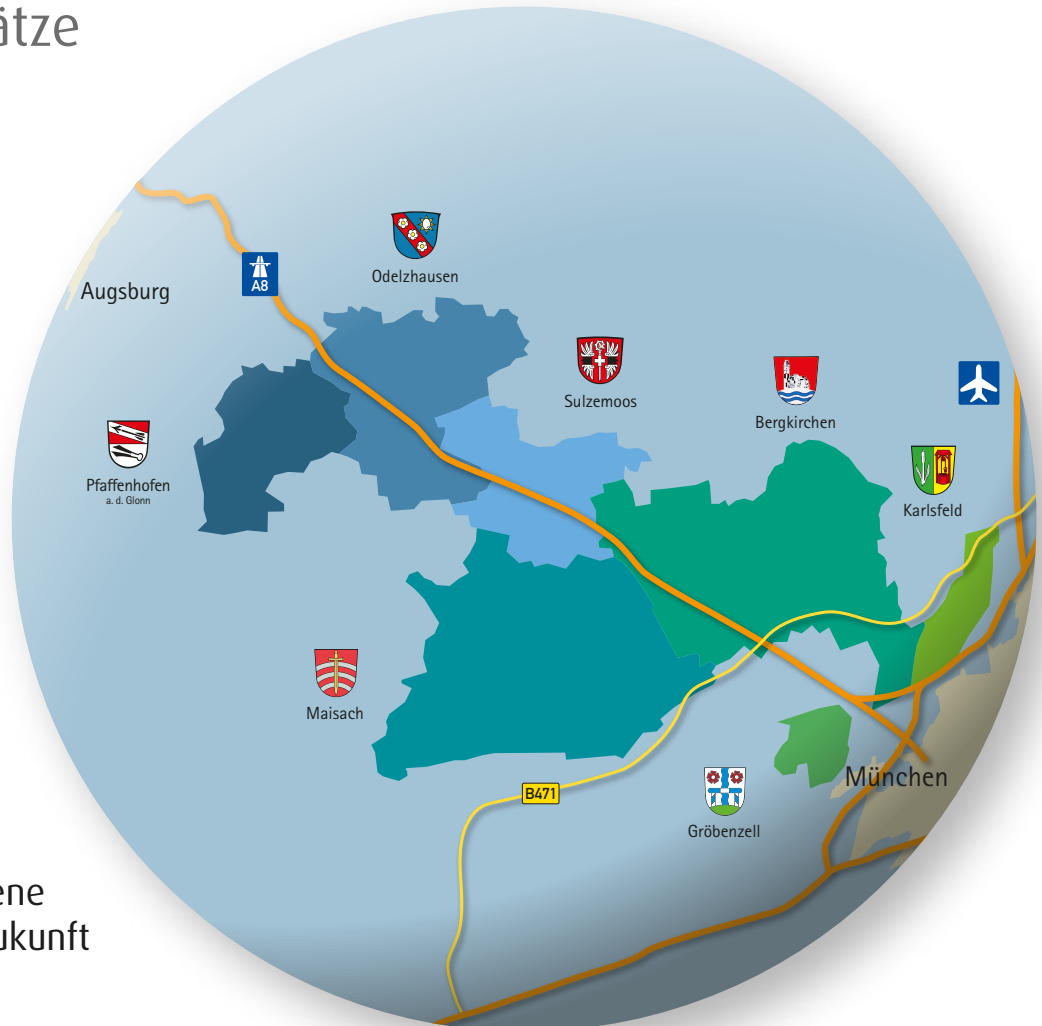 ätze
Odelzhausen
A8
Augsburg
Sulzemoos
Bergkirchen
Pfaffenhofen
a. d. Glonn
Karlsfeld
Maisach
München
B471
Gröbenzell
ene
ukunft